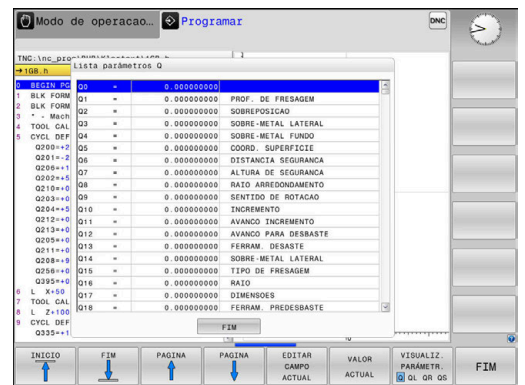 Modo de operacao... Programar
DNC
TNC:\nc_pro
→1GB.h
Lista parâmetros Q
0 BEGIN PG
1 BLK FORM
2 BLK FORM
3 * - Mach
4 TOOL CAL
5 CYCL DEF
Q200=+2
Q201=-2
Q206=+1
Q202=+5
Q210=+0
Q203=+0
Q204=+5
Q212=+0
Q213=+0
Q205=+0
Q211=+0
Q208=+9
Q256=+0
Q395=+0
6 L X+50
7 TOOL CAL
8 L Z+100
9 CYCL DEF
Q335=+1
Q0 = 0.000000000
Q1 = 0.000000000 PROF. DE FRESAGEM
Q2 = 0.000000000 SOBREPOSICAO
Q3 = 0.000000000 SOBRE-METAL LATERAL
Q4 = 0.000000000 SOBRE-METAL FUNDO
Q5 = 0.000000000 COORD. SUPERFICIE
Q6 = 0.000000000 DISTANCIA SEGURANCA
Q7 = 0.000000000 ALTURA DE SEGURANCA
Q8 = 0.000000000 RAIO ARREDONDAMENTO
Q9 = 0.000000000 SENTIDO DE ROTACAO
Q10 = 0.000000000 INCREMENTO
Q11 = 0.000000000 AVANCO INCREMENTO
Q12 = 0.000000000 AVANCO PARA DESBASTE
Q13 = 0.000000000 FERRAM. DESASTE
Q14 = 0.000000000 SOBRE-METAL LATERAL
Q15 = 0.000000000 TIPO DE FRESAGEM
Q16 = 0.000000000 RAIO
Q17 = 0.000000000 DIMENSOES
Q18 = 0.000000000 FERRAM. PREDESBASTE
FIM
INICIO
FIM
PAGINA
PAGINA
EDITAR
CAMPO
ACTUAL
VALOR
ACTUAL
VISUALIZ.
PARÁMETR.
Q QL QR QS
FIM